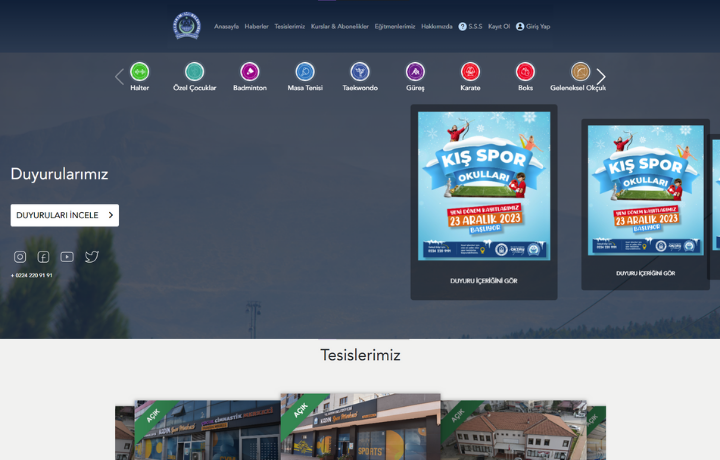 Anasayfa Haberler Tesislerimiz Kurslar & Abonelikler Eğitmenlerimiz Hakkımızda ? S.S.S Kayıt Ol Giriş Yap
Halter Özel Çocuklar Badminton Masa Tenisi Taekwondo Güreş Karate Boks Geleneksel Okçuk
Duyurularımız
DUYURULARI İNCELE
+ 0224 220 91 91
KIŞ SPOR
OKULLARI
YENİ DÖNEM KAYITLARIMIZ
23 ARALIK 2023
BAŞLIYOR
DUYURU İÇERİĞİNİ GÖR
KIŞ SPOR
OKULLARI
YENİ DÖNEM KAYITLARIMIZ
23 ARALIK 2023
BAŞLIYOR
DUYURU İÇERİĞİNİ GÖR
Tesislerimiz
AÇIK
AÇIK
AÇIK
SPORTS